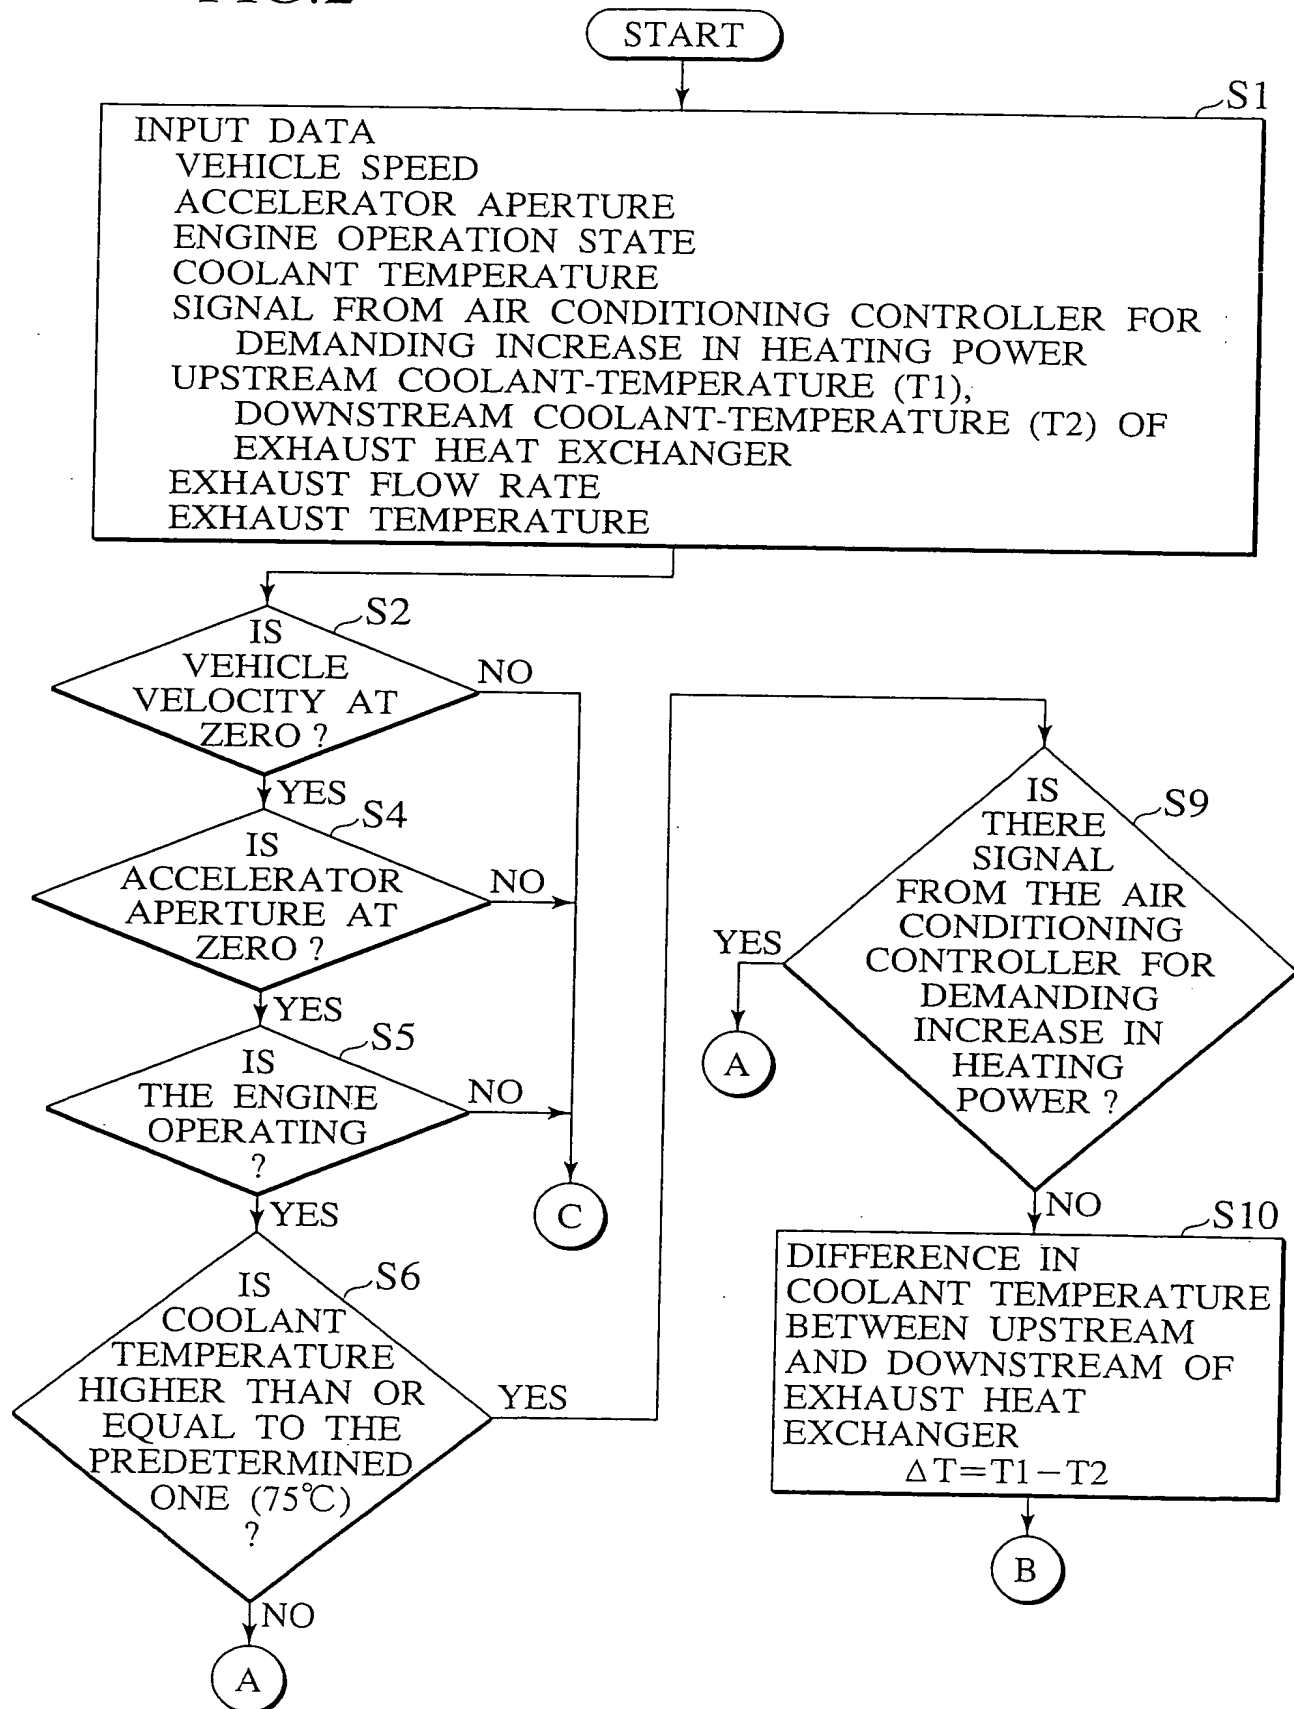 FIG.2
START
S1
INPUT DATA
VEHICLE SPEED
ACCELERATOR APERTURE
ENGINE OPERATION STATE
COOLANT TEMPERATURE
SIGNAL FROM AIR CONDITIONING CONTROLLER FOR
DEMANDING INCREASE IN HEATING POWER
UPSTREAM COOLANT-TEMPERATURE (T1),
DOWNSTREAM COOLANT-TEMPERATURE (T2) OF
EXHAUST HEAT EXCHANGER
EXHAUST FLOW RATE
EXHAUST TEMPERATURE
S2
IS
VEHICLE
VELOCITY AT
ZERO ?
NO
YES
S4
IS
ACCELERATOR
APERTURE AT
ZERO ?
NO
YES
S5
IS
THE ENGINE
OPERATING
?
NO
YES
C
S6
IS
COOLANT
TEMPERATURE
HIGHER THAN OR
EQUAL TO THE
PREDETERMINED
ONE (75℃)
?
YES
NO
A
S9
IS
THERE
SIGNAL
FROM THE AIR
CONDITIONING
CONTROLLER FOR
DEMANDING
INCREASE IN
HEATING
POWER ?
YES
A
NO
S10
DIFFERENCE IN
COOLANT TEMPERATURE
BETWEEN UPSTREAM
AND DOWNSTREAM OF
EXHAUST HEAT
EXCHANGER
△T=T1−T2
B